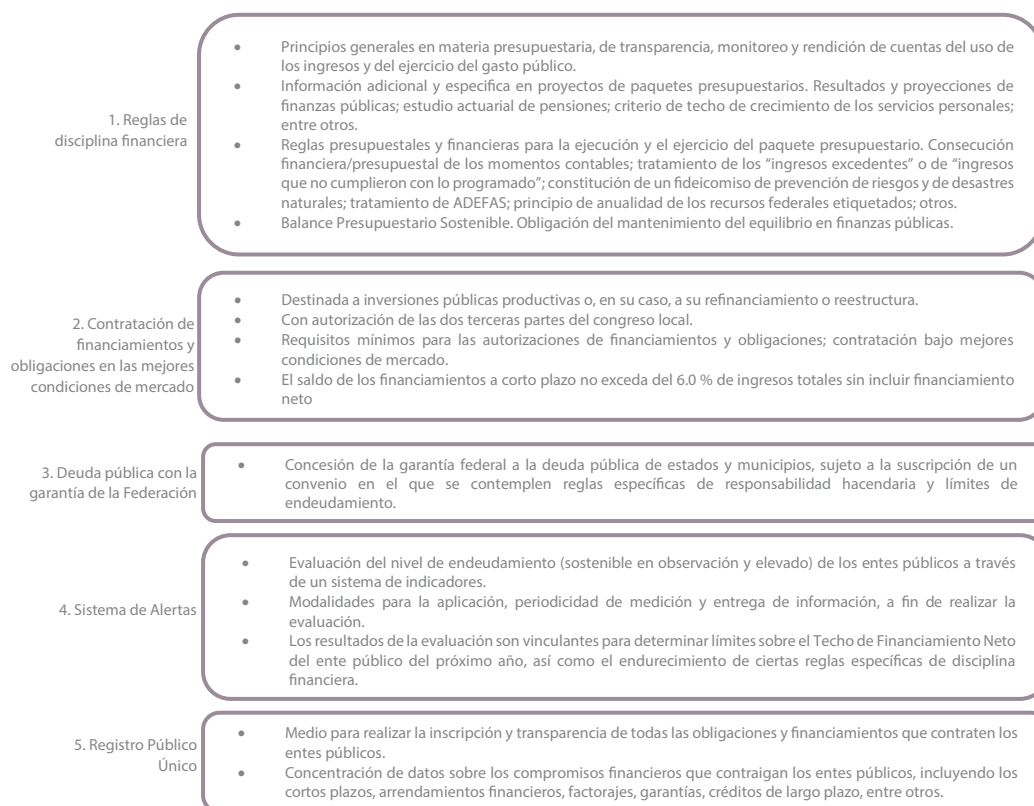 1. Reglas de
disciplina financiera
• Principios generales en materia presupuestaria, de transparencia, monitoreo y rendición de cuentas del uso de
los ingresos y del ejercicio del gasto público.
• Información adicional y especifica en proyectos de paquetes presupuestarios. Resultados y proyecciones de
finanzas públicas; estudio actuarial de pensiones; criterio de techo de crecimiento de los servicios personales;
entre otros.
• Reglas presupuestales y financieras para la ejecución y el ejercicio del paquete presupuestario. Consecución
financiera/presupuestal de los momentos contables; tratamiento de los “ingresos excedentes” o de “ingresos
que no cumplieron con lo programado”; constitución de un fideicomiso de prevención de riesgos y de desastres
naturales; tratamiento de ADEFAS; principio de anualidad de los recursos federales etiquetados; otros.
• Balance Presupuestario Sostenible. Obligación del mantenimiento del equilibrio en finanzas públicas.
2. Contratación de
financiamientos y
obligaciones en las mejores
condiciones de mercado
• Destinada a inversiones públicas productivas o, en su caso, a su refinanciamiento o reestructura.
• Con autorización de las dos terceras partes del congreso local.
• Requisitos mínimos para las autorizaciones de financiamientos y obligaciones; contratación bajo mejores
condiciones de mercado.
• El saldo de los financiamientos a corto plazo no exceda del 6.0 % de ingresos totales sin incluir financiamiento
neto
3. Deuda pública con la
garantía de la Federación
• Concesión de la garantía federal a la deuda pública de estados y municipios, sujeto a la suscripción de un
convenio en el que se contemplen reglas específicas de responsabilidad hacendaria y límites de
endeudamiento.
4. Sistema de Alertas
• Evaluación del nivel de endeudamiento (sostenible en observación y elevado) de los entes públicos a través
de un sistema de indicadores.
• Modalidades para la aplicación, periodicidad de medición y entrega de información, a fin de realizar la
evaluación.
• Los resultados de la evaluación son vinculantes para determinar límites sobre el Techo de Financiamiento Neto
del ente público del próximo año, así como el endurecimiento de ciertas reglas específicas de disciplina
financiera.
5. Registro Público
Único
• Medio para realizar la inscripción y transparencia de todas las obligaciones y financiamientos que contraten los
entes públicos.
• Concentración de datos sobre los compromisos financieros que contraigan los entes públicos, incluyendo los
cortos plazos, arrendamientos financieros, factorajes, garantías, créditos de largo plazo, entre otros.